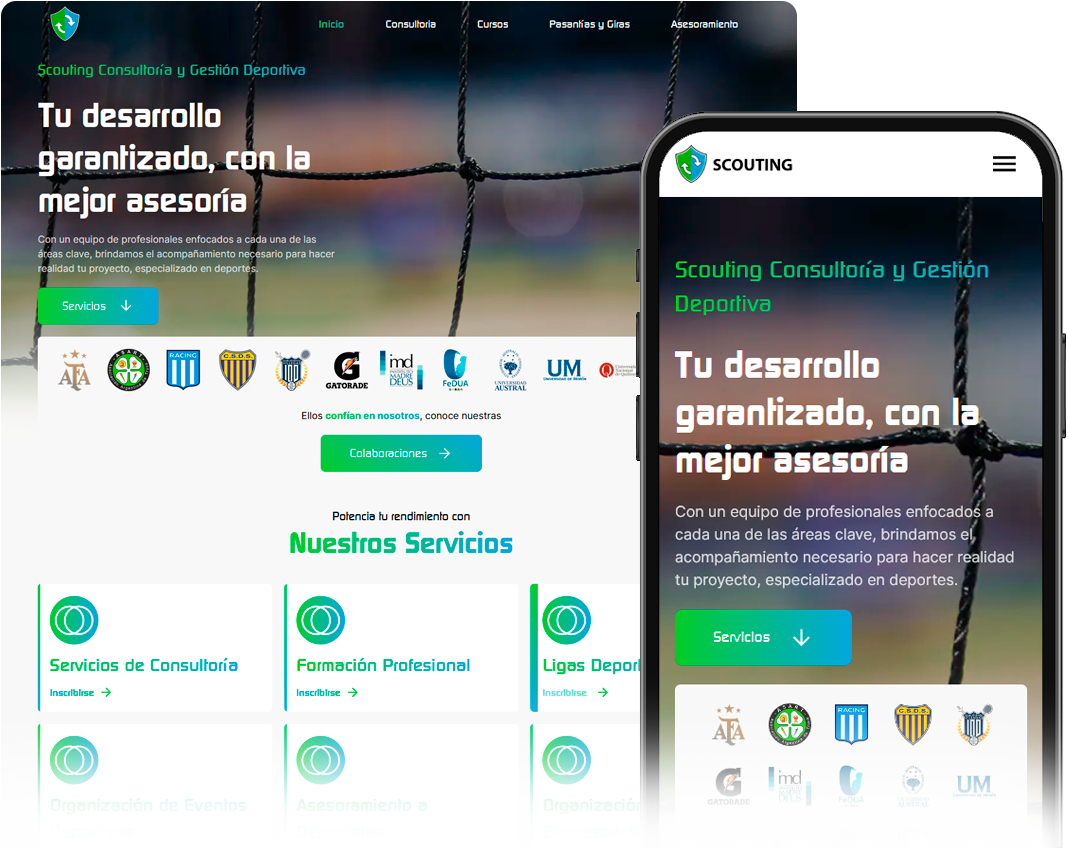 Inicio
Consultoria
Cursos
Pasantías y Giras
Asesoramiento
Scouting Consultoría y Gestión Deportiva
Tu desarrollo
garantizado, con la
mejor asesoría
Con un equipo de profesionales enfocados a cada una de las
áreas clave, brindamos el acompañamiento necesario para hacer
realidad tu proyecto, especializado en deportes.
Servicios
AFA
ASART
RACING
C.S.D.S.
GATORADE
imd
MADRE
DEUS
FeDUA
UNIVERSIDAD
AUSTRAL
UM
Ellos confían en nosotros, conoce nuestras
Colaboraciones
Potencia tu rendimiento con
Nuestros Servicios
Servicios de Consultoría
Inscribirse
Formación Profesional
Inscribirse
Ligas Depor
Inscribirse
Organización de Eventos
Asesoramiento a
Organización
SCOUTING
Scouting Consultoría y Gestión
Deportiva
Tu desarrollo
garantizado, con la
mejor asesoría
Con un equipo de profesionales enfocados a
cada una de las áreas clave, brindamos el
acompañamiento necesario para hacer realidad
tu proyecto, especializado en deportes.
Servicios
AFA
ASART
RACING
C.S.D.S.
GATORADE
imd
MADRE
DEUS
FeDUA
UNIVERSIDAD
AUSTRAL
UM